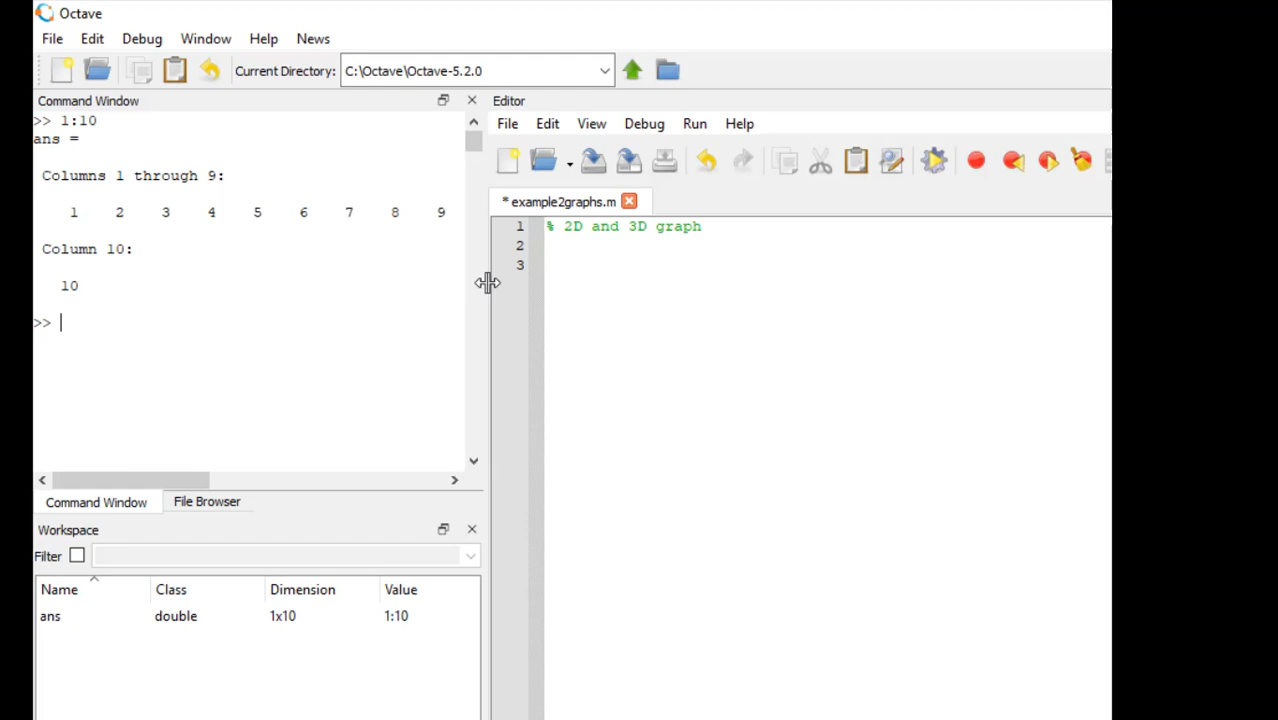 Octave
File Edit Debug Window Help News
Current Directory: C:\Octave\Octave-5.2.0
Command Window
>> 1:10
ans =
Columns 1 through 9:
1 2 3 4 5 6 7 8 9
Column 10:
10
>>
Command Window File Browser
Workspace
Filter
Name Class Dimension Value
ans double 1x10 1:10
Editor
File Edit View Debug Run Help
* example2graphs.m
1 % 2D and 3D graph
2
3